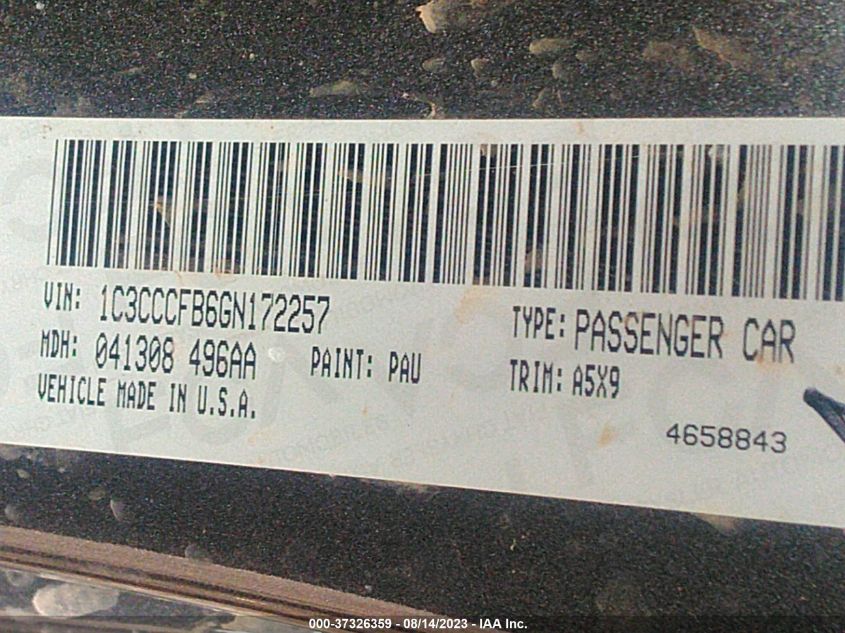 VIN: 1C3CCCFB6GN172257
TYPE: PASSENGER CAR
MDH: 041308 496AA
PAINT: PAU
TRIM: A5X9
VEHICLE MADE IN U.S.A.
4658843
000-37326359 - 08/14/2023 - IAA Inc.